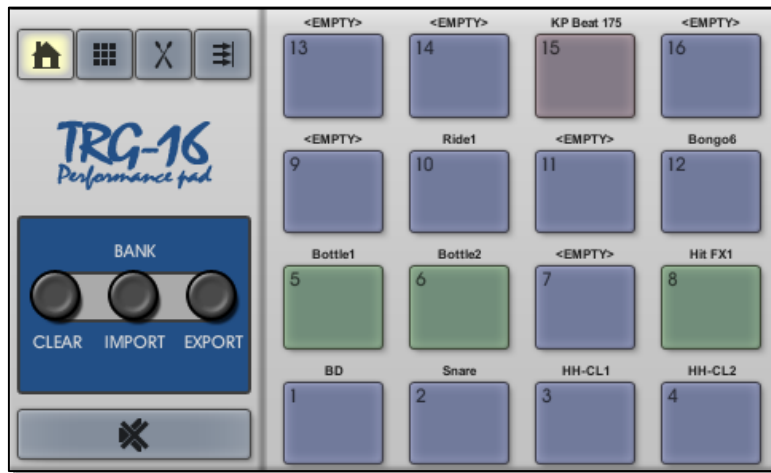 <EMPTY> <EMPTY> KP Beat 175 <EMPTY>
13 14 15 16
TRG-16
Performance pad
<EMPTY> Ride1 <EMPTY> Bongo6
9 10 11 12
BANK
CLEAR IMPORT EXPORT
Bottle1 Bottle2 <EMPTY> Hit FX1
5 6 7 8
BD Snare HH-CL1 HH-CL2
1 2 3 4